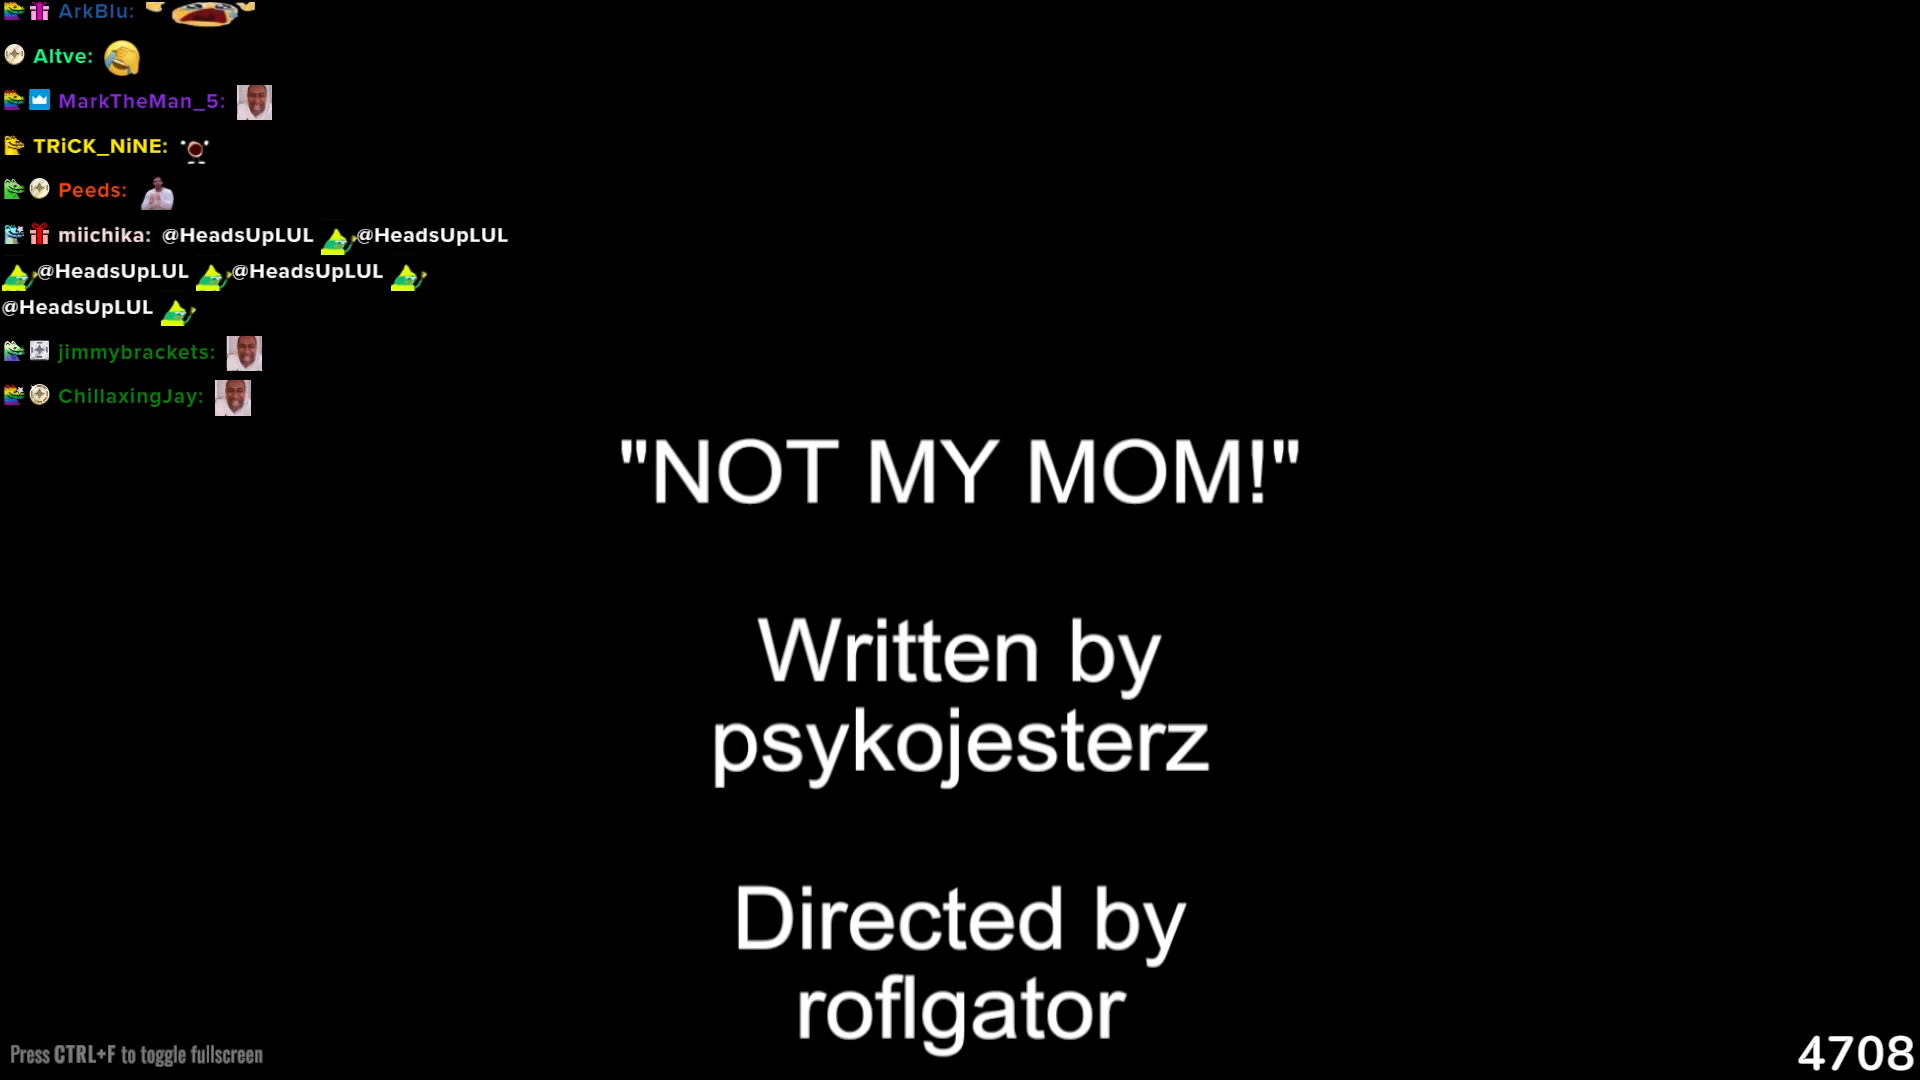 ArkBlu:
Altve:
MarkTheMan_5:
TRiCK_NiNE:
Peeds:
miichika: @HeadsUpLUL @HeadsUpLUL
@HeadsUpLUL @HeadsUpLUL
@HeadsUpLUL
jimmybrackets:
ChillaxingJay:
"NOT MY MOM!"
Written by
psykojesterz
Directed by
roflgator
Press CTRL+F to toggle fullscreen
4708